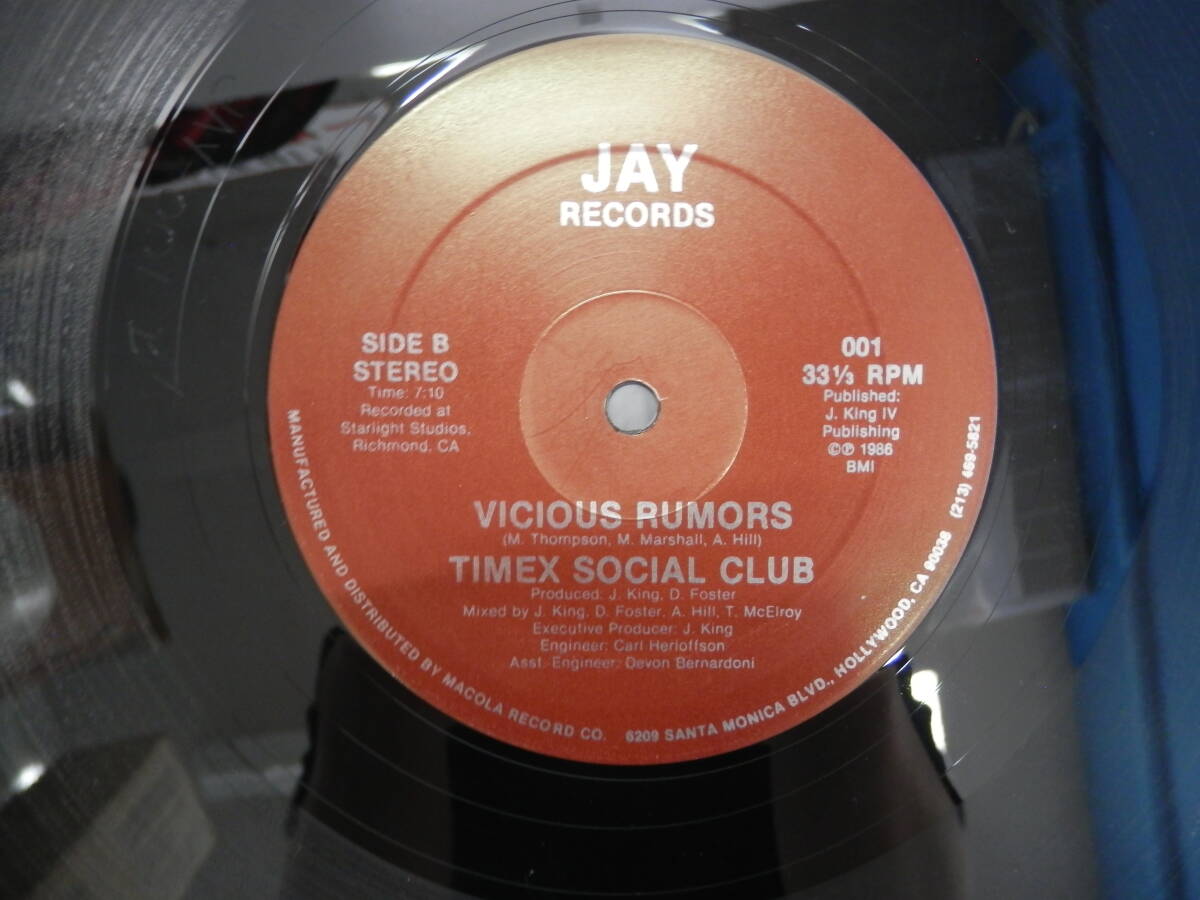 JAY
RECORDS
SIDE B
STEREO
Time: 7:10
Recorded at
Starlight Studios,
Richmond, CA
001
33 1/3 RPM
Published:
J. King IV
Publishing
©℗ 1986
BMI
VICIOUS RUMORS
(M. Thompson, M. Marshall, A. Hill)
TIMEX SOCIAL CLUB
Produced: J. King, D. Foster
Mixed by J. King, D. Foster, A. Hill, T. McElroy
Executive Producer: J. King
Engineer: Carl Herloffson
Asst. Engineer: Devon Bernardoni
MANUFACTURED AND DISTRIBUTED BY MACOLA RECORD CO. 6209 SANTA MONICA BLVD., HOLLYWOOD, CA 90038 (213) 469-5821